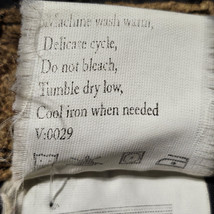 Machine wash warm,
Delicate cycle,
Do not bleach,
Tumble dry low,
Cool iron when needed
V:0029